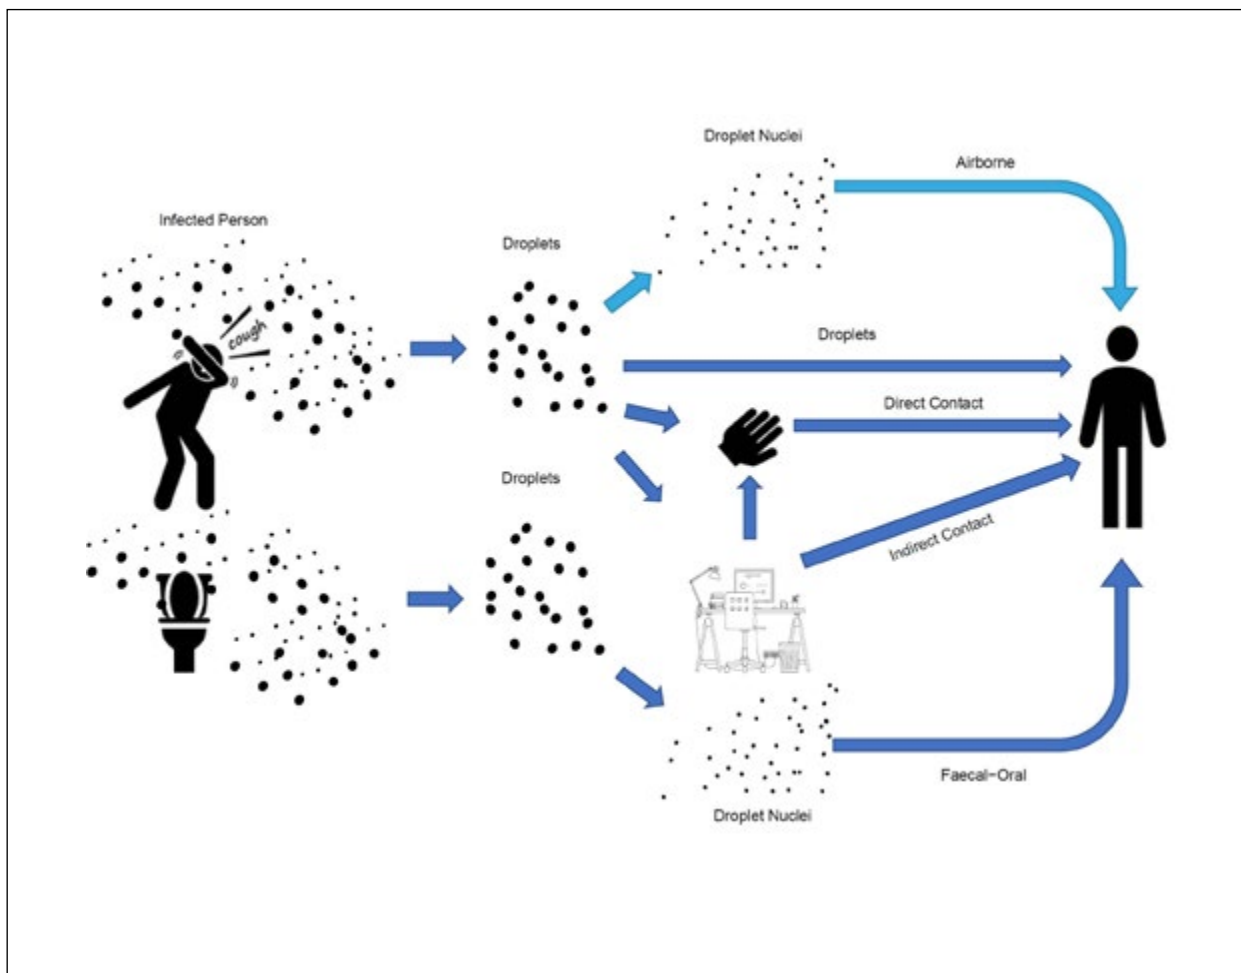 Droplet Nuclei
Airborne
Infected Person
Droplets
cough
Droplets
Direct Contact
Droplets
Indirect Contact
Faecal-Oral
Droplet Nuclei